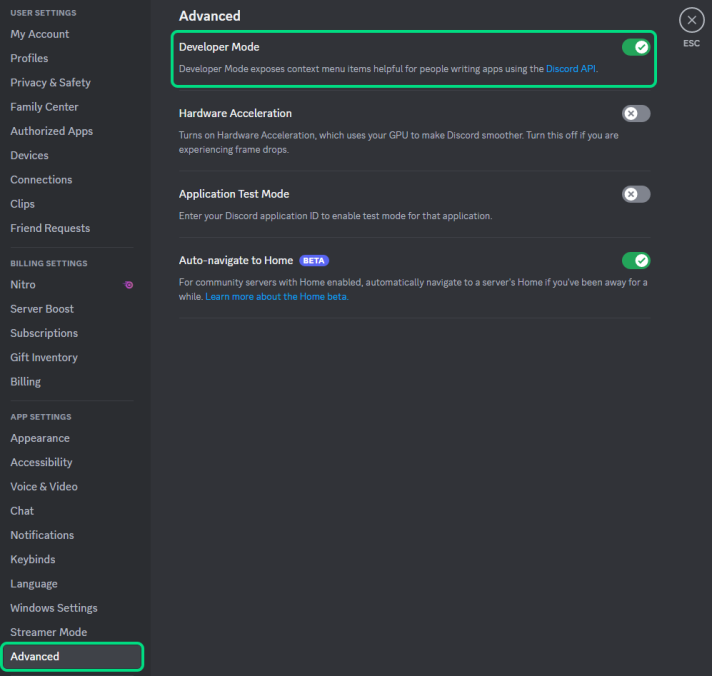 USER SETTINGS
My Account
Profiles
Privacy & Safety
Family Center
Authorized Apps
Devices
Connections
Clips
Friend Requests
BILLING SETTINGS
Nitro
Server Boost
Subscriptions
Gift Inventory
Billing
APP SETTINGS
Appearance
Accessibility
Voice & Video
Chat
Notifications
Keybinds
Language
Windows Settings
Streamer Mode
Advanced
Advanced
ESC
Developer Mode
Developer Mode exposes context menu items helpful for people writing apps using the Discord API.
Hardware Acceleration
Turns on Hardware Acceleration, which uses your GPU to make Discord smoother. Turn this off if you are
experiencing frame drops.
Application Test Mode
Enter your Discord application ID to enable test mode for that application.
Auto-navigate to Home BETA
For community servers with Home enabled, automatically navigate to a server's Home if you've been away for a
while. Learn more about the Home beta.